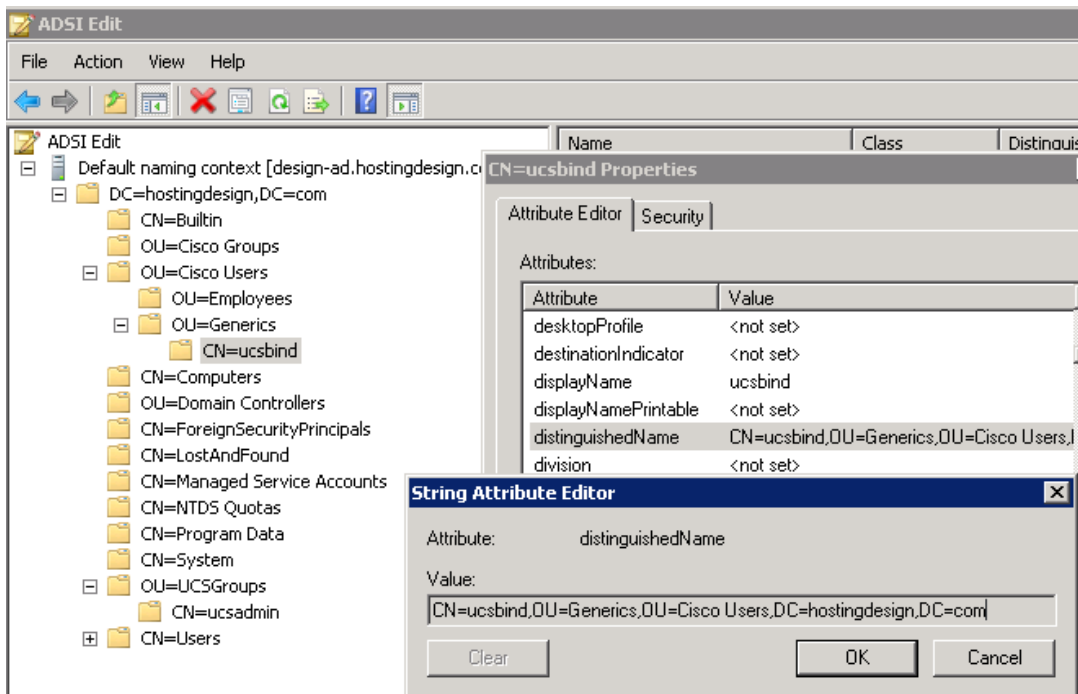 ADSI Edit
File Action View Help
ADSI Edit
Default naming context [design-ad.hostingdesign.c
DC=hostingdesign,DC=com
CN=Builtin
OU=Cisco Groups
OU=Cisco Users
OU=Employees
OU=Generics
CN=ucsbind
CN=Computers
OU=Domain Controllers
CN=ForeignSecurityPrincipals
CN=LostAndFound
CN=Managed Service Accounts
CN=NTDS Quotas
CN=Program Data
CN=System
OU=UCSGroups
CN=ucsadmin
CN=Users
Name Class Distinguis
CN=ucsbind Properties
Attribute Editor Security
Attributes:
Attribute Value
desktopProfile <not set>
destinationIndicator <not set>
displayName ucsbind
displayNamePrintable <not set>
distinguishedName CN=ucsbind,OU=Generics,OU=Cisco Users,
division <not set>
String Attribute Editor
Attribute: distinguishedName
Value:
CN=ucsbind,OU=Generics,OU=Cisco Users,DC=hostingdesign,DC=com
Clear OK Cancel